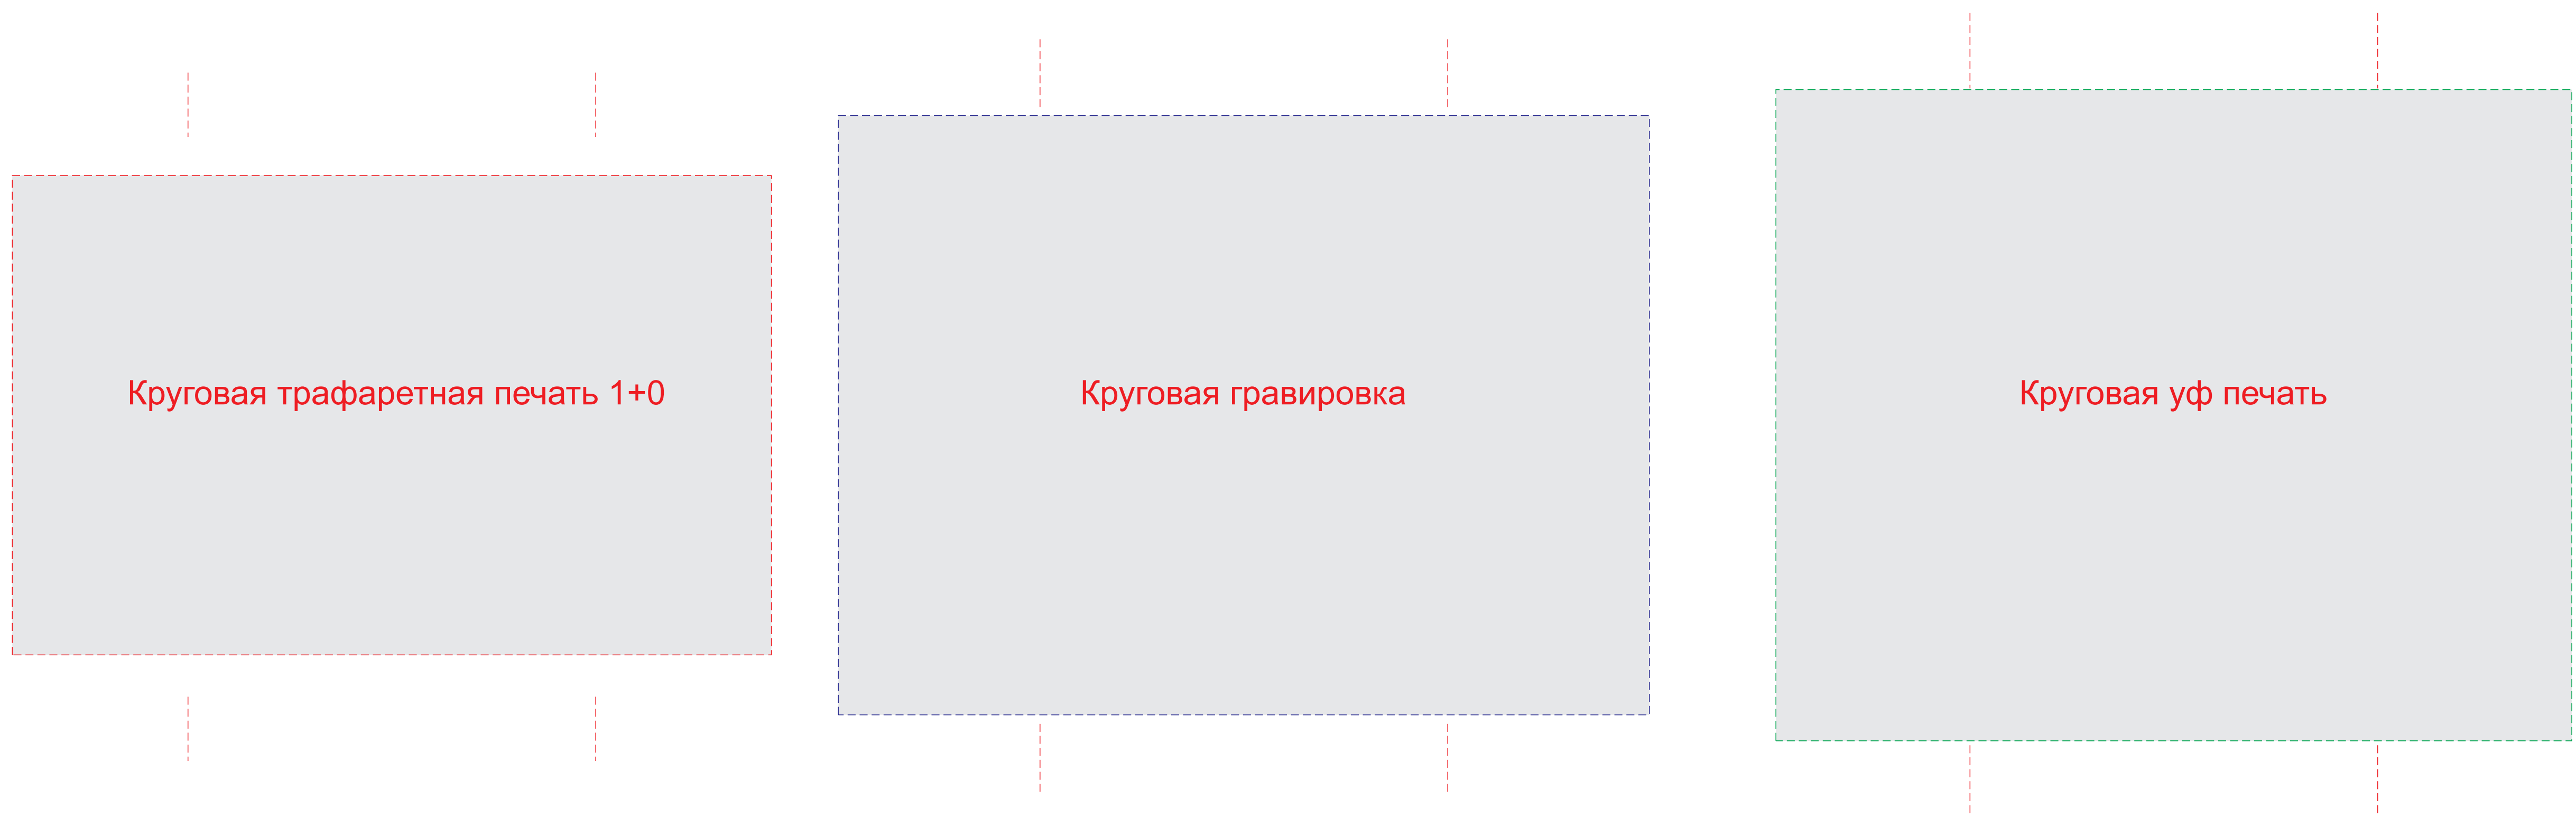 Круговая трафаретная печать 1+0
Круговая гравировка
Круговая уф печать